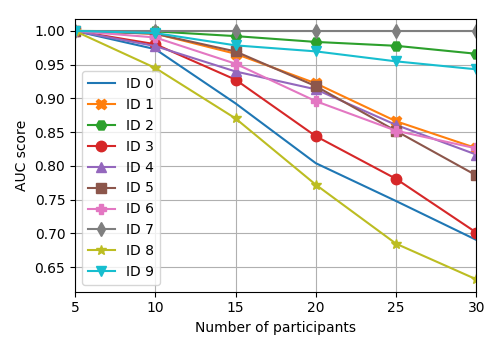 1.00
0.95
0.90
0.85
0.80
0.75
0.70
0.65
AUC score
ID 0
ID 1
ID 2
ID 3
ID 4
ID 5
ID 6
ID 7
ID 8
ID 9
5 10 15 20 25 30
Number of participants